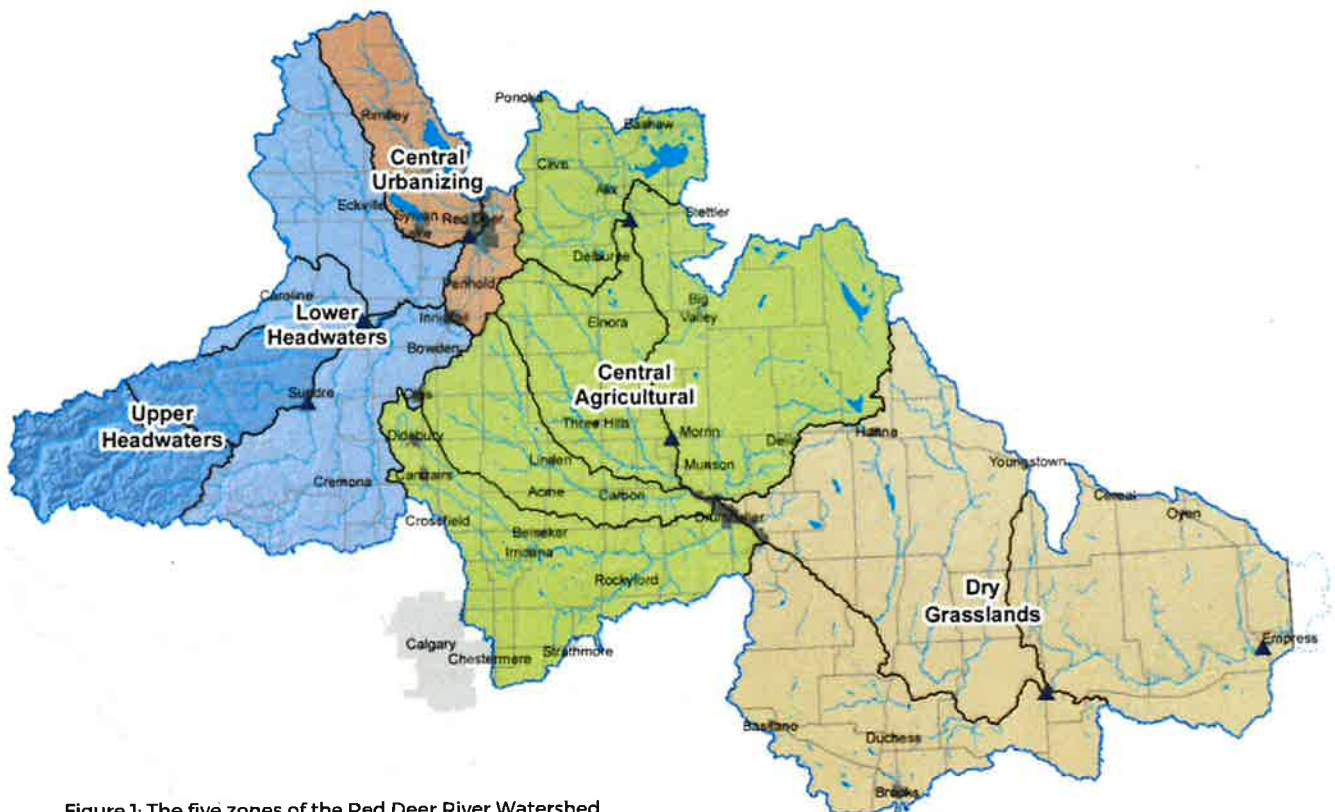 Ponoka
Rimbey
Bashaw
Central
Urbanizing
Clive
Alix
Eckville
Sylvan
Lake
Red Deer
Stettler
Delburne
Penhold
Caroline
Big
Valley
Lower
Headwaters
Innisfail
Elnora
Bowden
Central
Agricultural
Sundre
Olds
Upper
Headwaters
Three Hills
Morrin
Didsbury
Delia
Hanna
Linden
Munson
Youngstown
Carstairs
Cremona
Acme
Carbon
Cereal
Oyen
Crossfield
Drumheller
Beiseker
Irricana
Rockyford
Dry
Grasslands
Calgary
Chestermere
Strathmore
Empress
Bassano
Duchess
Brooks
Figure 1: The five zones of the Red Deer River Watershed